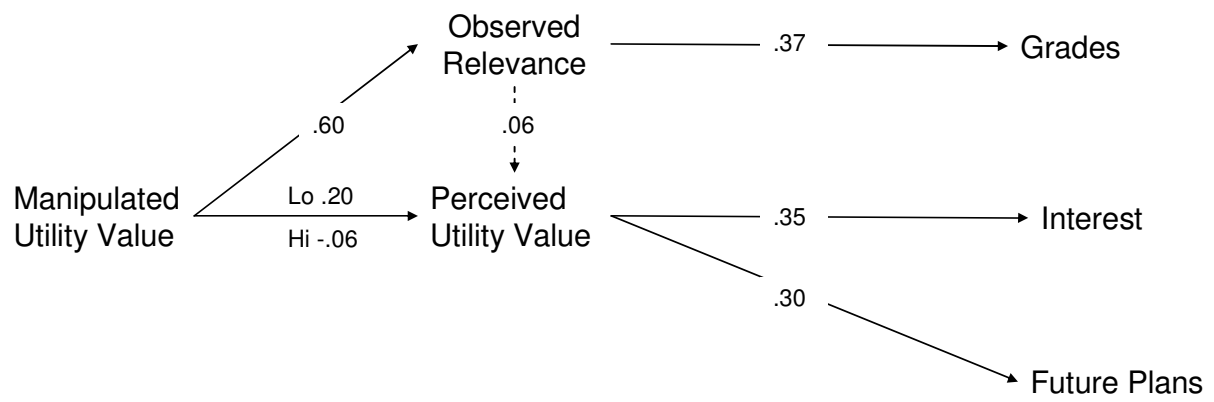 Observed
Relevance
.37
Grades
.60
.06
Manipulated
Utility Value
Lo .20
Hi -.06
Perceived
Utility Value
.35
Interest
.30
Future Plans